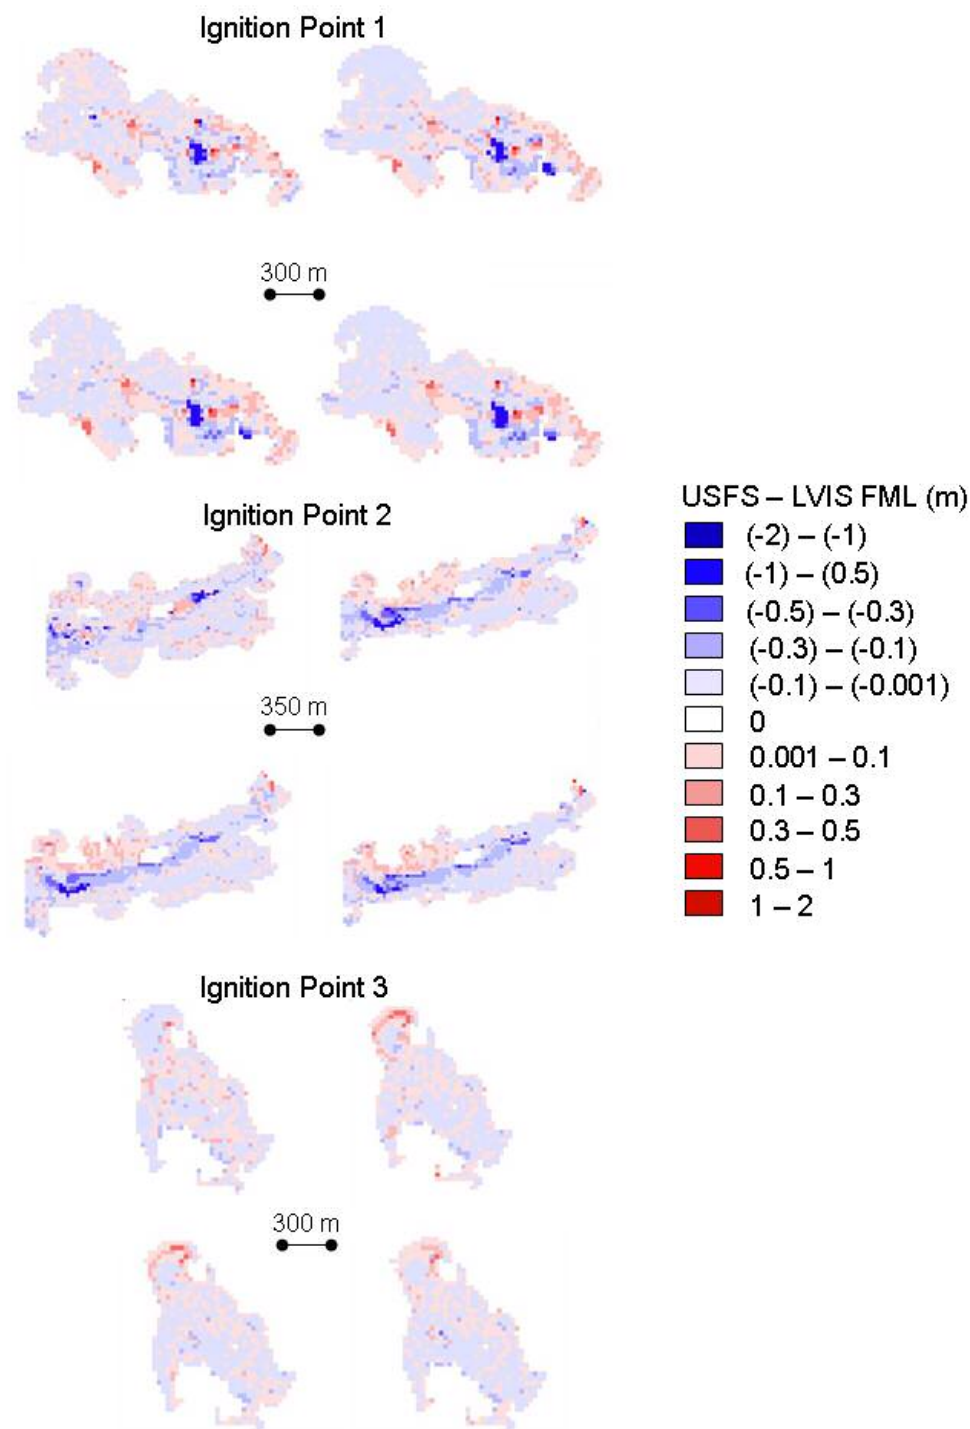 Ignition Point 1
300 m
USFS – LVIS FML (m)
(-2) – (-1)
(-1) – (0.5)
(-0.5) – (-0.3)
(-0.3) – (-0.1)
(-0.1) – (-0.001)
0
0.001 – 0.1
0.1 – 0.3
0.3 – 0.5
0.5 – 1
1 – 2
Ignition Point 2
350 m
Ignition Point 3
300 m